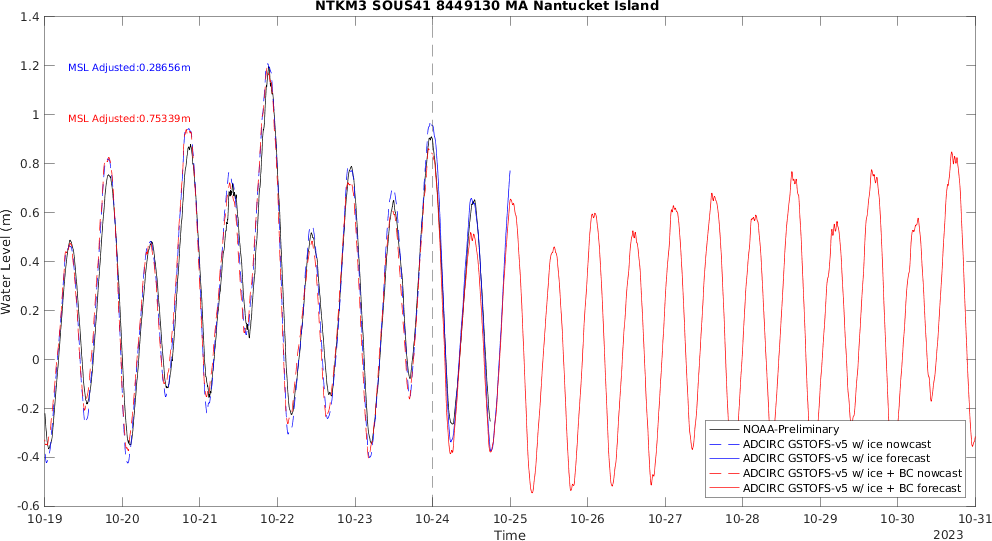 NTKM3 SOUS41 8449130 MA Nantucket Island
1.4
1.2
1
0.8
0.6
0.4
0.2
0
-0.2
-0.4
-0.6
Water Level (m)
MSL Adjusted:0.28656m
MSL Adjusted:0.75339m
NOAA-Preliminary
ADCIRC GSTOFS-v5 w/ ice nowcast
ADCIRC GSTOFS-v5 w/ ice forecast
ADCIRC GSTOFS-v5 w/ ice + BC nowcast
ADCIRC GSTOFS-v5 w/ ice + BC forecast
10-19 10-20 10-21 10-22 10-23 10-24 10-25 10-26 10-27 10-28 10-29 10-30 10-31
Time
2023